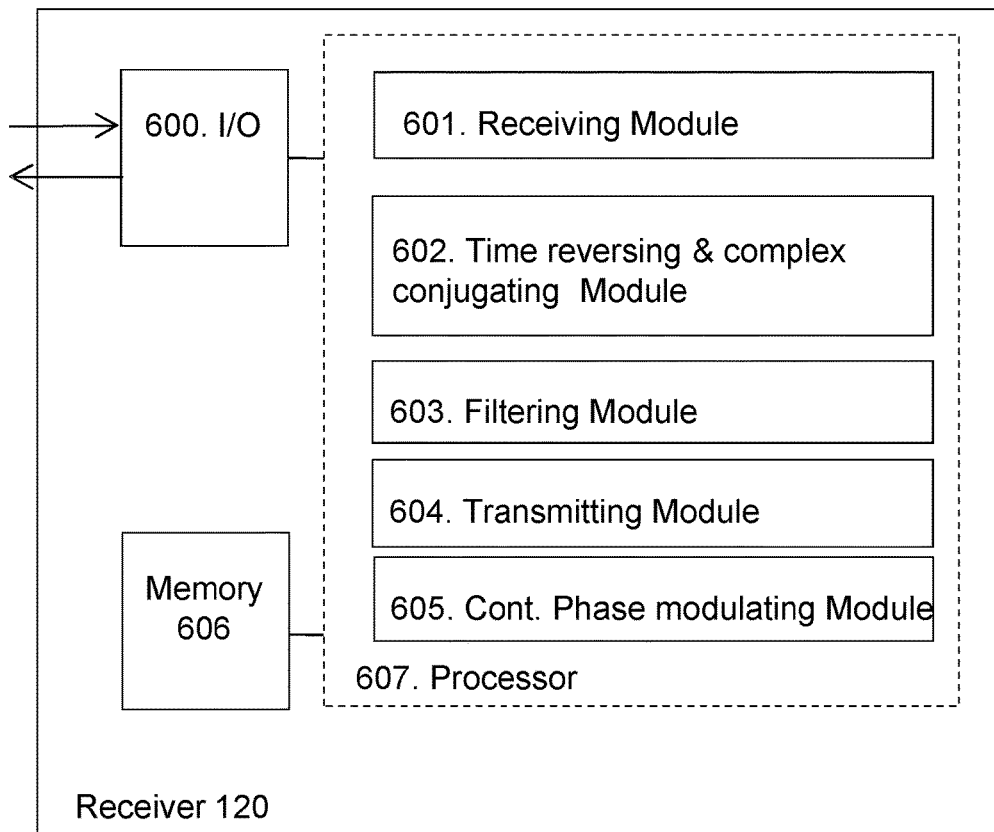 600. I/O
601. Receiving Module
602. Time reversing & complex
conjugating Module
603. Filtering Module
604. Transmitting Module
605. Cont. Phase modulating Module
607. Processor
Memory
606
Receiver 120